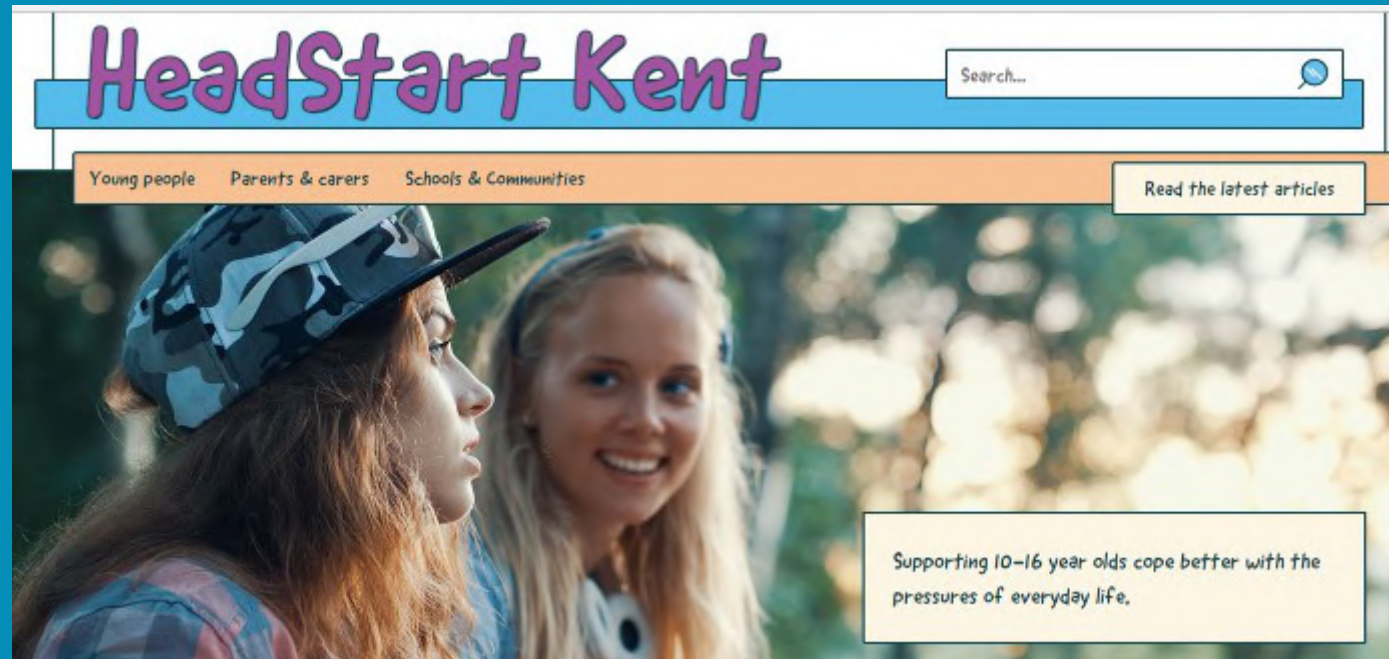 HeadStart Kent
Search...
Young people Parents & carers Schools & Communities
Read the latest articles
Supporting 10-16 year olds cope better with the
pressures of everyday life.